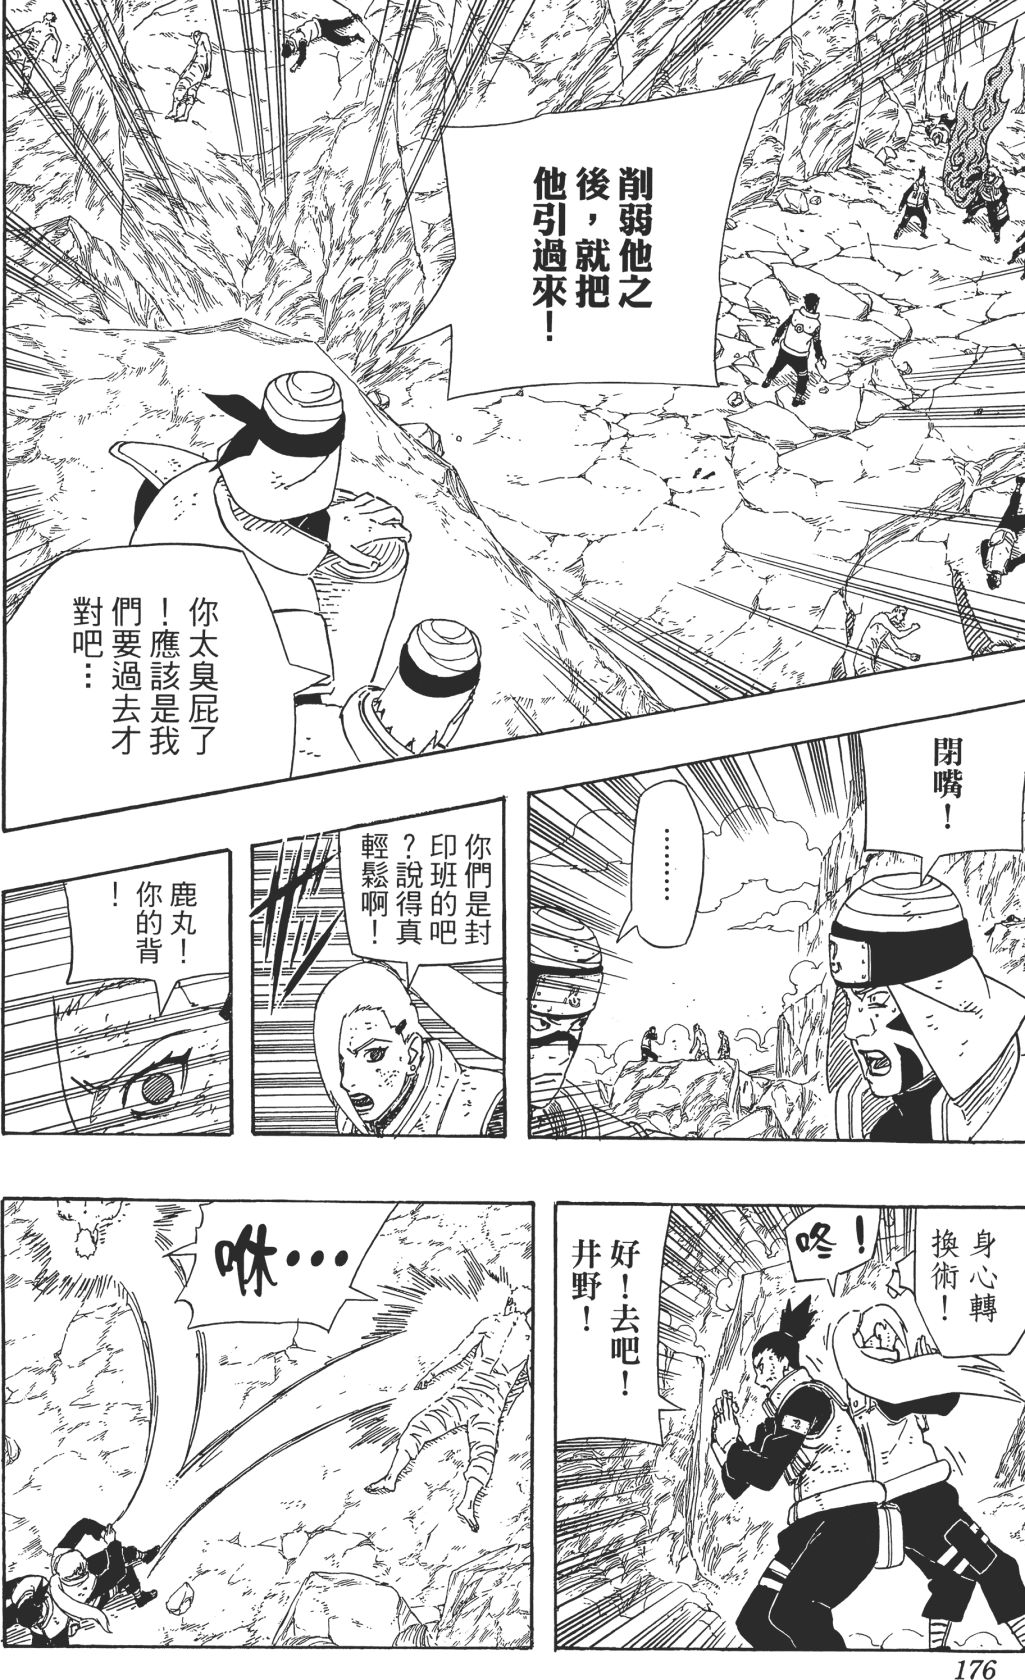 削弱他之
後，就把
他引過來！
你太臭屁了
！應該是我
們要過去才
對吧…
閉嘴！
………
你們是封
印班的吧
？說得真
輕鬆啊！
鹿丸！
你的背
！
身心轉
換術！
咚！
好！去吧！
井野！
咻…
176